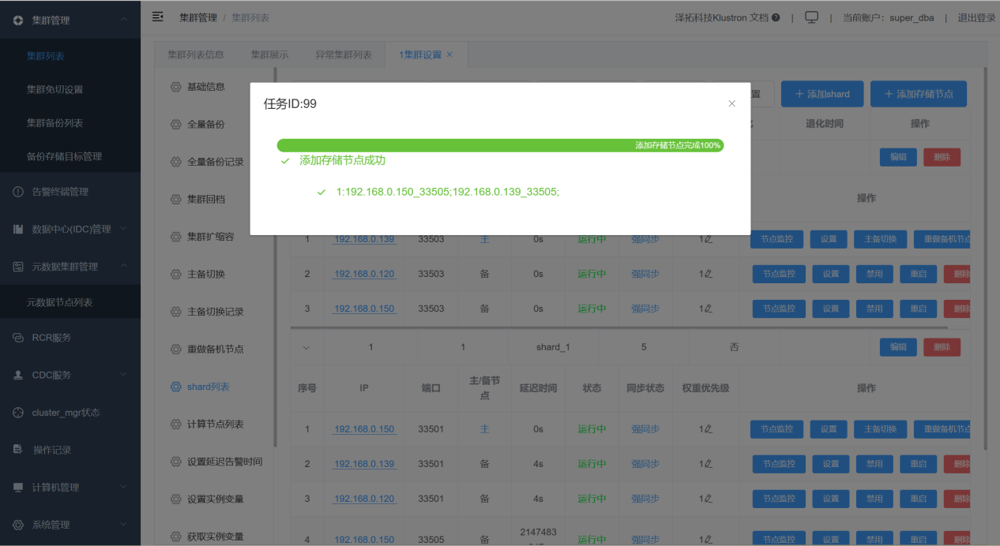 集群管理
集群管理 / 集群列表
泽拓科技Klustron 文档 ? | | 当前账户：super_dba | 退出登录
集群列表
集群免切设置
集群备份列表
备份存储目标管理
告警终端管理
数据中心(IDC)管理
元数据集群管理
元数据节点列表
RCR服务
CDC服务
cluster_mgr状态
操作记录
计算机管理
系统管理
集群列表信息 集群展示 异常集群列表 1集群设置 ×
基础信息
全量备份
全量备份记录
集群回档
集群扩缩容
主备切换
主备切换记录
重做备机节点
shard列表
计算节点列表
设置延迟告警时间
设置实例变量
获取实例变量
任务ID:99 ×
添加存储节点完成100%
添加存储节点成功
1:192.168.0.150_33505;192.168.0.139_33505;
置 + 添加shard + 添加存储节点
退化时间 操作
编辑 删除
操作
1 192.168.0.139 33503 主 0s 运行中 强同步 1 节点监控 设置 主备切换 重做备机节点
2 192.168.0.120 33503 备 0s 运行中 强同步 1 节点监控 设置 禁用 重启 删除
3 192.168.0.150 33503 备 0s 运行中 强同步 1 节点监控 设置 禁用 重启 删除
1 1 shard_1 5 否 编辑 删除
序号 IP 端口 主/备节点 延迟时间 状态 同步状态 权重优先级 操作
1 192.168.0.150 33501 主 0s 运行中 强同步 1 节点监控 设置 主备切换 重做备机节点
2 192.168.0.139 33501 备 4s 运行中 强同步 1 节点监控 设置 禁用 重启 删除
3 192.168.0.120 33501 备 4s 运行中 强同步 1 节点监控 设置 禁用 重启 删除
4 192.168.0.150 33505 备 2147483 运行中 强同步 1 节点监控 设置 禁用 重启 删除